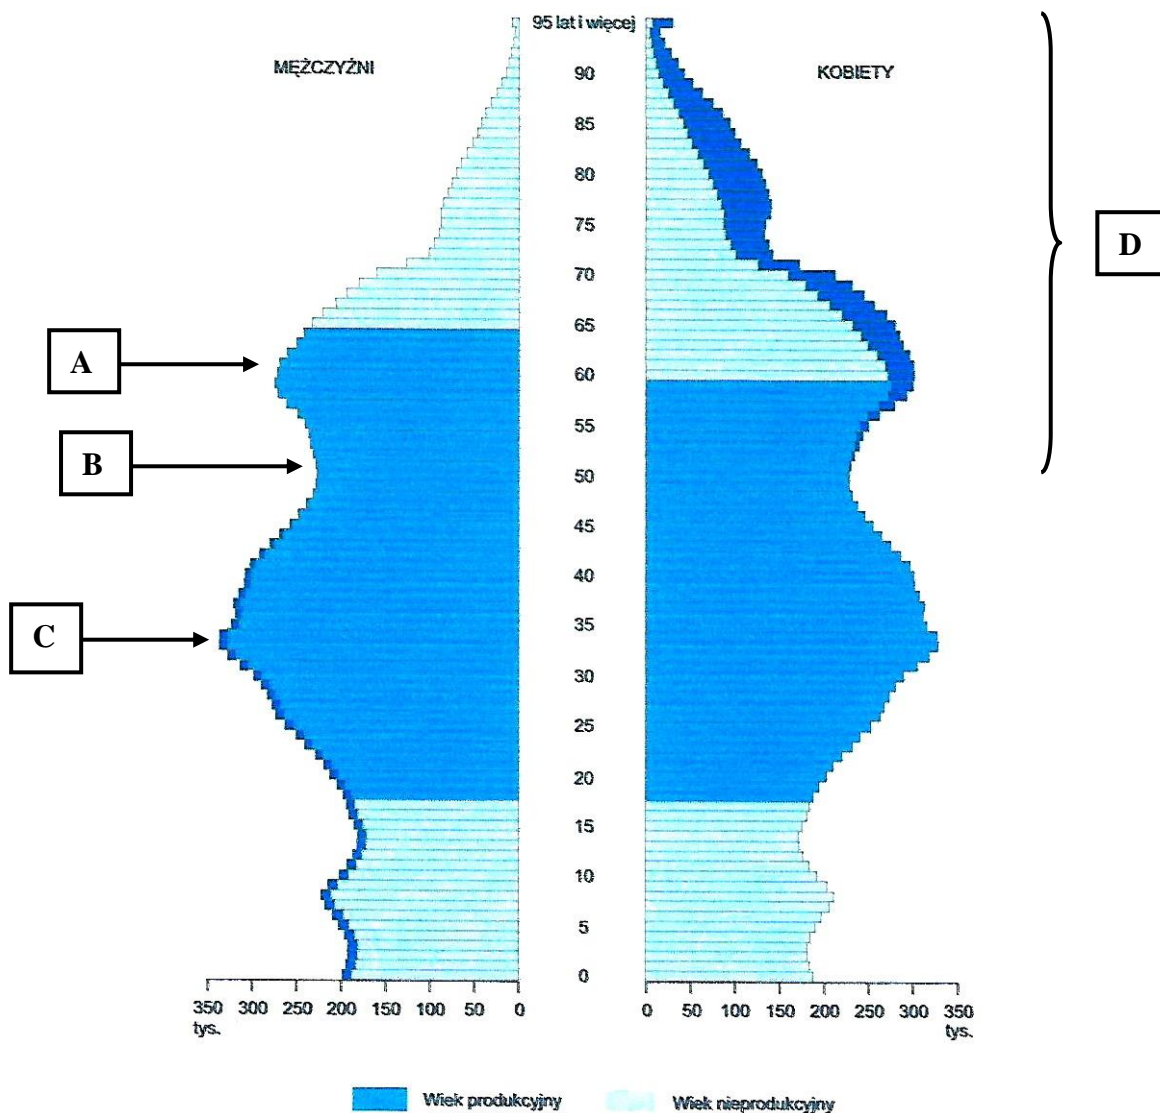 95 lat i więcej
MĘŻCZYŹNI
KOBIETY
90
85
80
75
70
65
60
55
50
45
40
35
30
25
20
15
10
5
0
A
B
C
D
350 300 250 200 150 100 50 0
tys.
0 50 100 150 200 250 300 350
tys.
Wiek produkcyjny
Wiek nieprodukcyjny